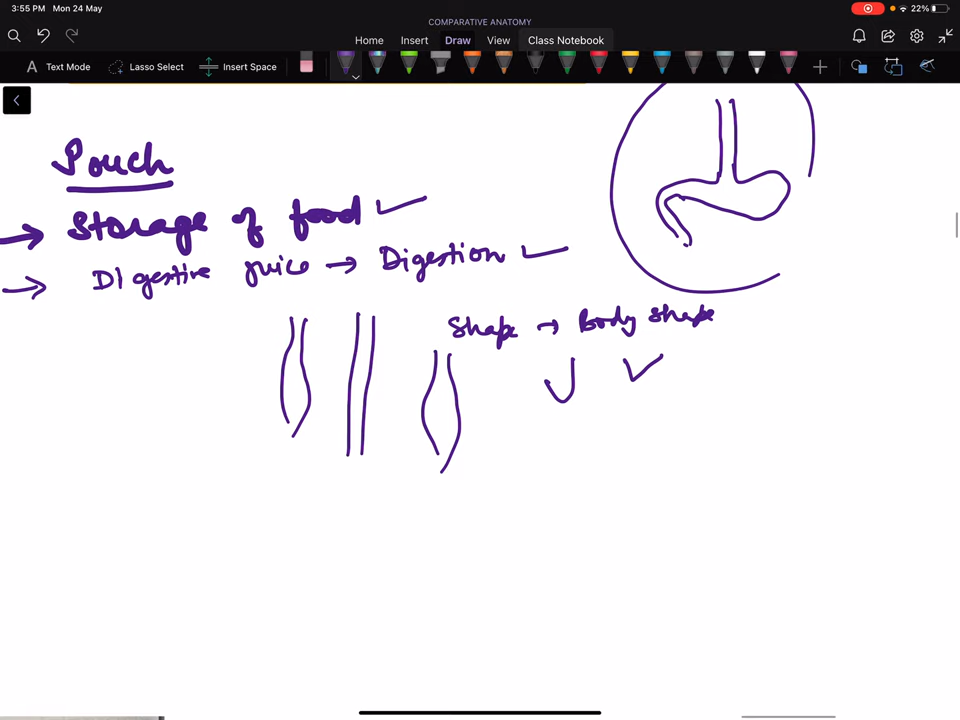 3:55 PM Mon 24 May
22%
COMPARATIVE ANATOMY
Home Insert Draw View Class Notebook
Text Mode Lasso Select Insert Space
Pouch
→ Storage of food ✓
→ Digestive juice → Digestion ✓
Shape → Body shape